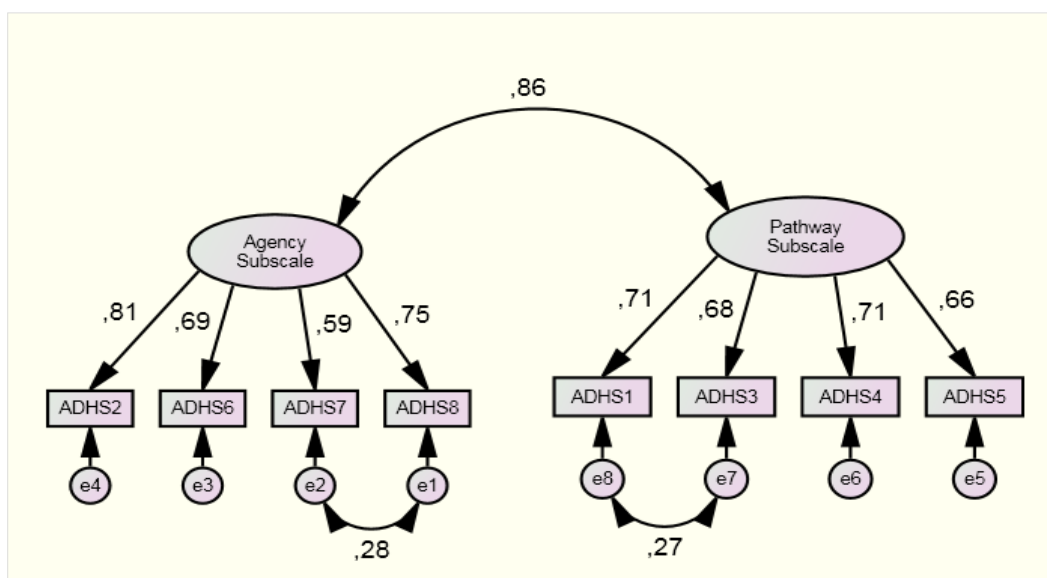 ,86
Agency
Subscale
Pathway
Subscale
,81
,69
,59
,75
,71
,68
,71
,66
ADHS2
ADHS6
ADHS7
ADHS8
ADHS1
ADHS3
ADHS4
ADHS5
e4
e3
e2
e1
e8
e7
e6
e5
,28
,27